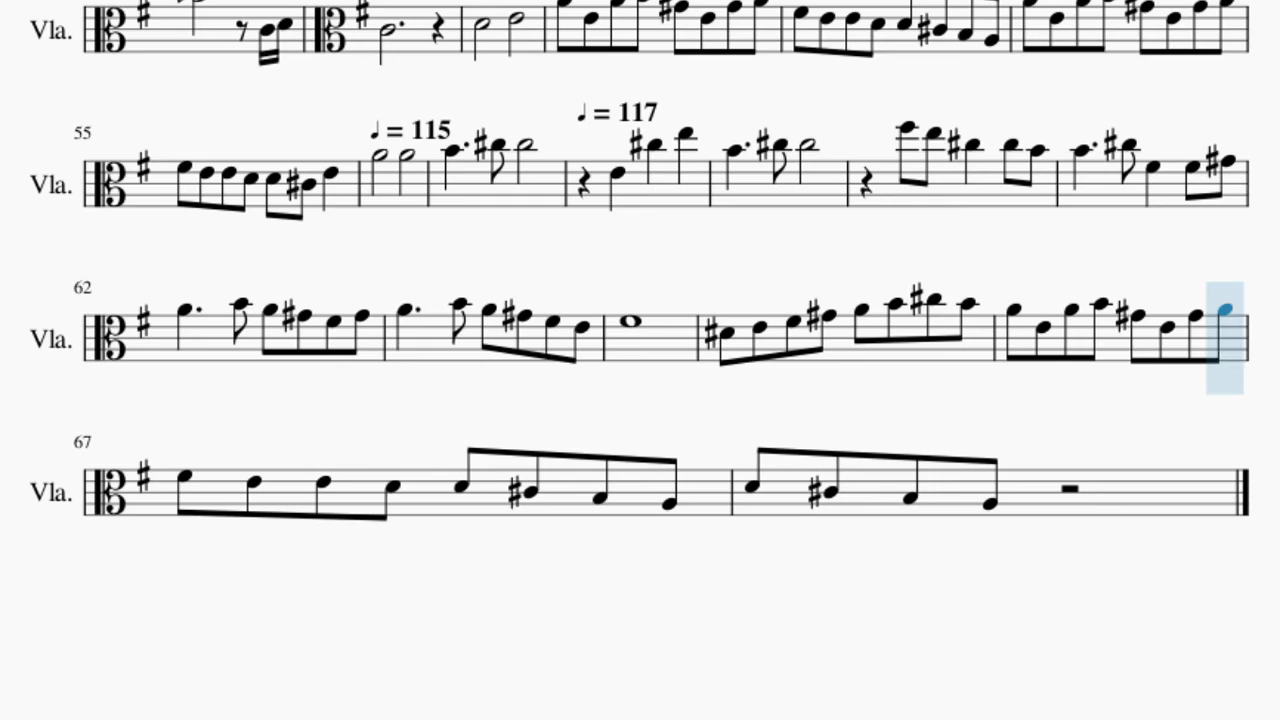 Vla.
55
♩ = 115
♩ = 117
Vla.
62
Vla.
67
Vla.